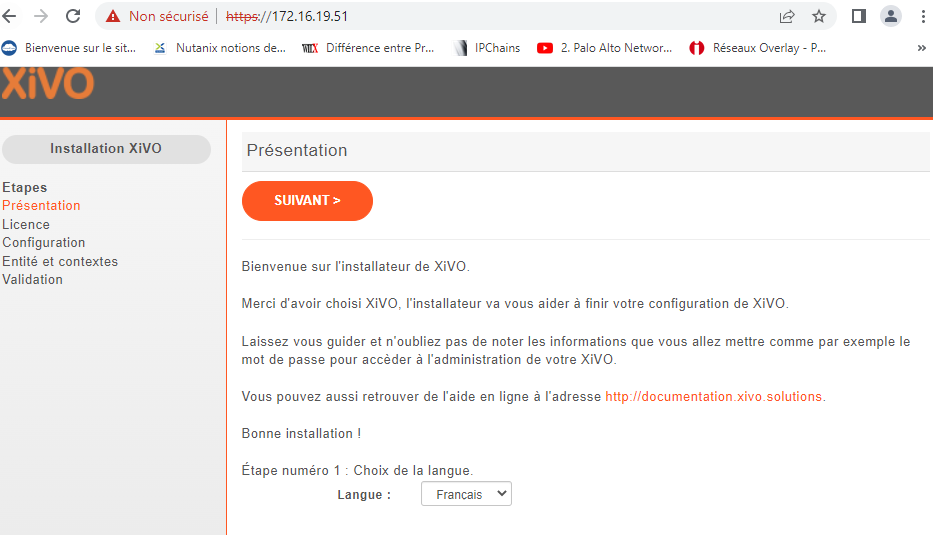 Non sécurisé
https://172.16.19.51
Bienvenue sur le sit...
Nutanix notions de...
Différence entre Pr...
IPChains
2. Palo Alto Networ...
Réseaux Overlay - P...
»
XiVO
Installation XiVO
Présentation
Etapes
Présentation
Licence
Configuration
Entité et contextes
Validation
SUIVANT >
Bienvenue sur l'installateur de XiVO.
Merci d'avoir choisi XiVO, l'installateur va vous aider à finir votre configuration de XiVO.
Laissez vous guider et n'oubliez pas de noter les informations que vous allez mettre comme par exemple le
mot de passe pour accèder à l'administration de votre XiVO.
Vous pouvez aussi retrouver de l'aide en ligne à l'adresse http://documentation.xivo.solutions.
Bonne installation !
Étape numéro 1 : Choix de la langue.
Langue : Francais